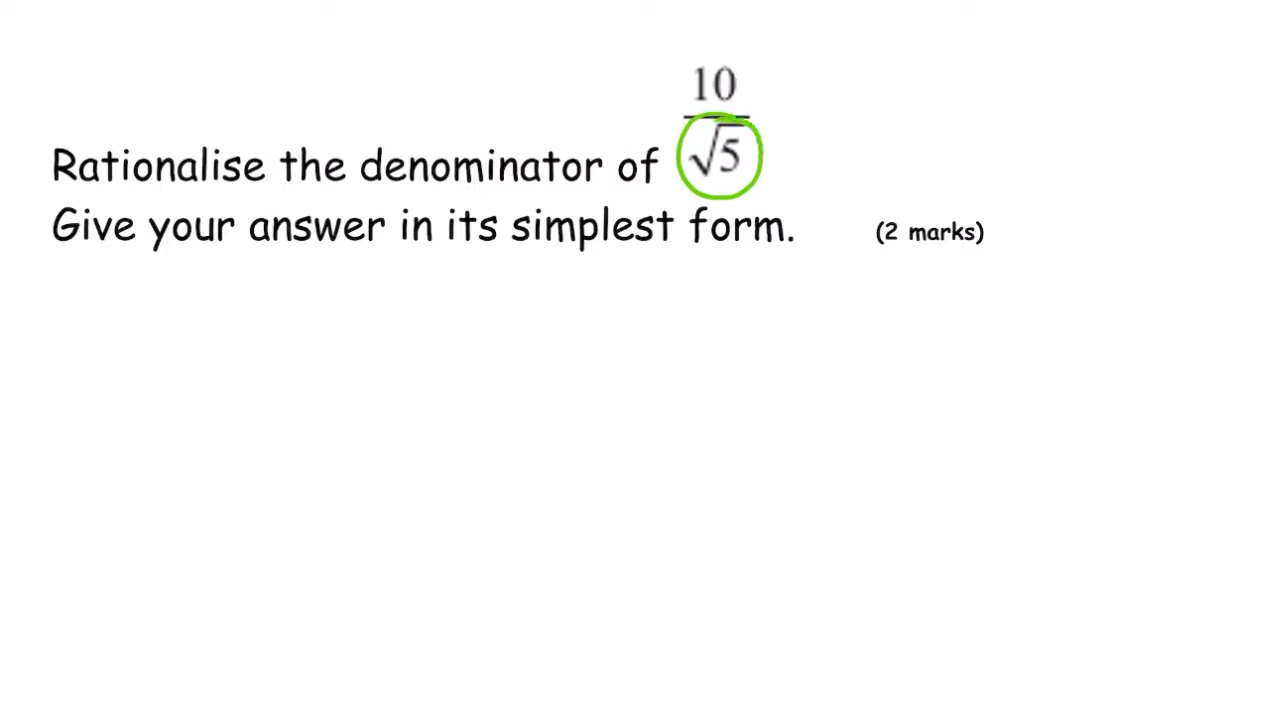 10
Rationalise the denominator of √5
Give your answer in its simplest form. (2 marks)